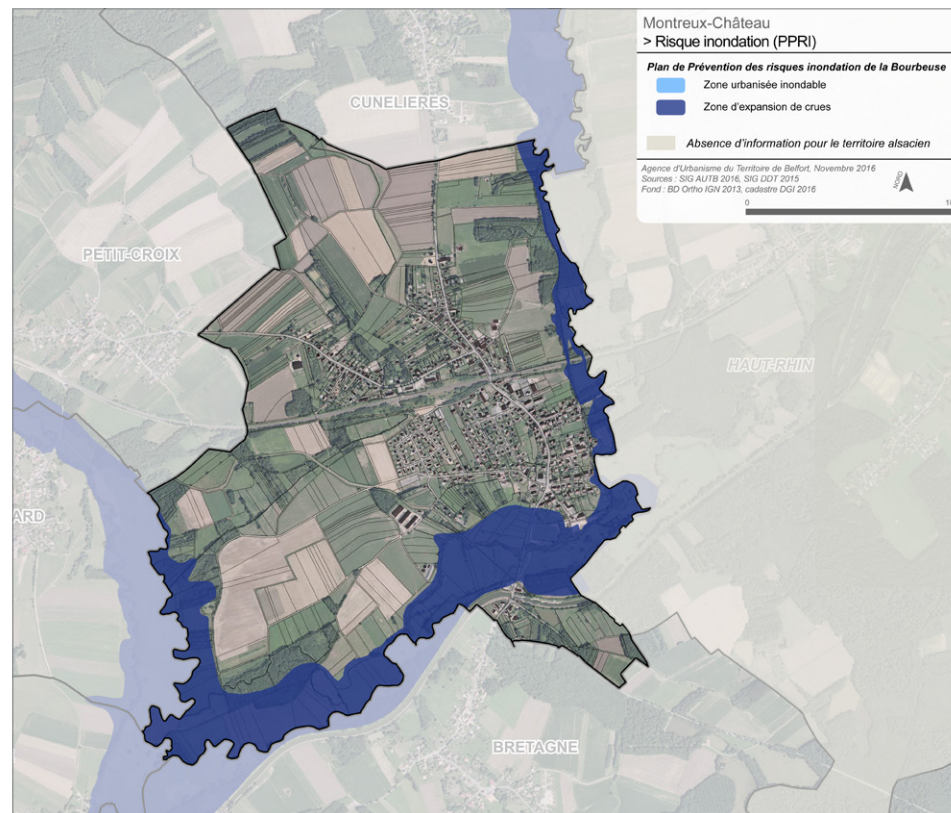 Montreux-Château
> Risque inondation (PPRI)
Plan de Prévention des risques inondation de la Bourbeuse
Zone urbanisée inondable
Zone d'expansion de crues
Absence d'information pour le territoire alsacien
Agence d'Urbanisme du Territoire de Belfort, Novembre 2016
Sources : SIG AUTB 2016, SIG DDT 2015
Fond : BD Ortho IGN 2013, cadastre DGI 2016
NORD
0
CUNELIERES
PETIT-CROIX
HAUT-RHIN
ARD
BRETAGNE